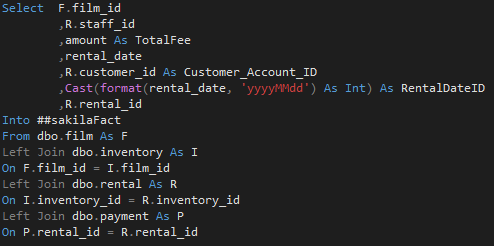 Select F.film_id
,R.staff_id
,amount As TotalFee
,rental_date
,R.customer_id As Customer_Account_ID
,Cast(format(rental_date, 'yyyyMMdd') As Int) As RentalDateID
,R.rental_id
Into ##sakilaFact
From dbo.film As F
Left Join dbo.inventory As I
On F.film_id = I.film_id
Left Join dbo.rental As R
On I.inventory_id = R.inventory_id
Left Join dbo.payment As P
On P.rental_id = R.rental_id